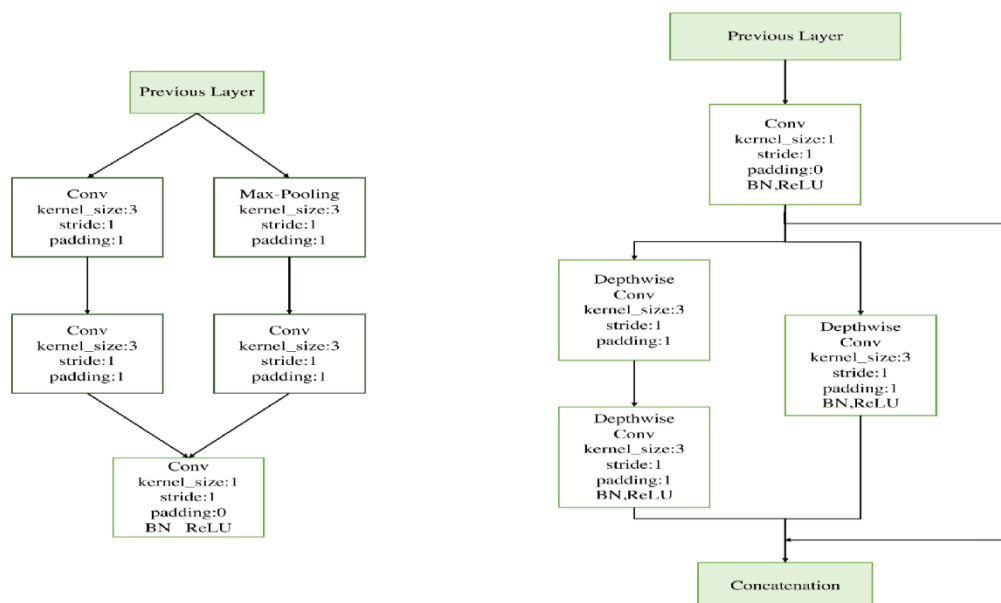 Previous Layer
Conv
kernel_size:3
stride:1
padding:1
Max-Pooling
kernel_size:3
stride:1
padding:1
Conv
kernel_size:3
stride:1
padding:1
Conv
kernel_size:3
stride:1
padding:1
Conv
kernel_size:1
stride:1
padding:0
BN ReLU
Previous Layer
Conv
kernel_size:1
stride:1
padding:0
BN,ReLU
Depthwise
Conv
kernel_size:3
stride:1
padding:1
Depthwise
Conv
kernel_size:3
stride:1
padding:1
BN,ReLU
Depthwise
Conv
kernel_size:3
stride:1
padding:1
BN,ReLU
Concatenation